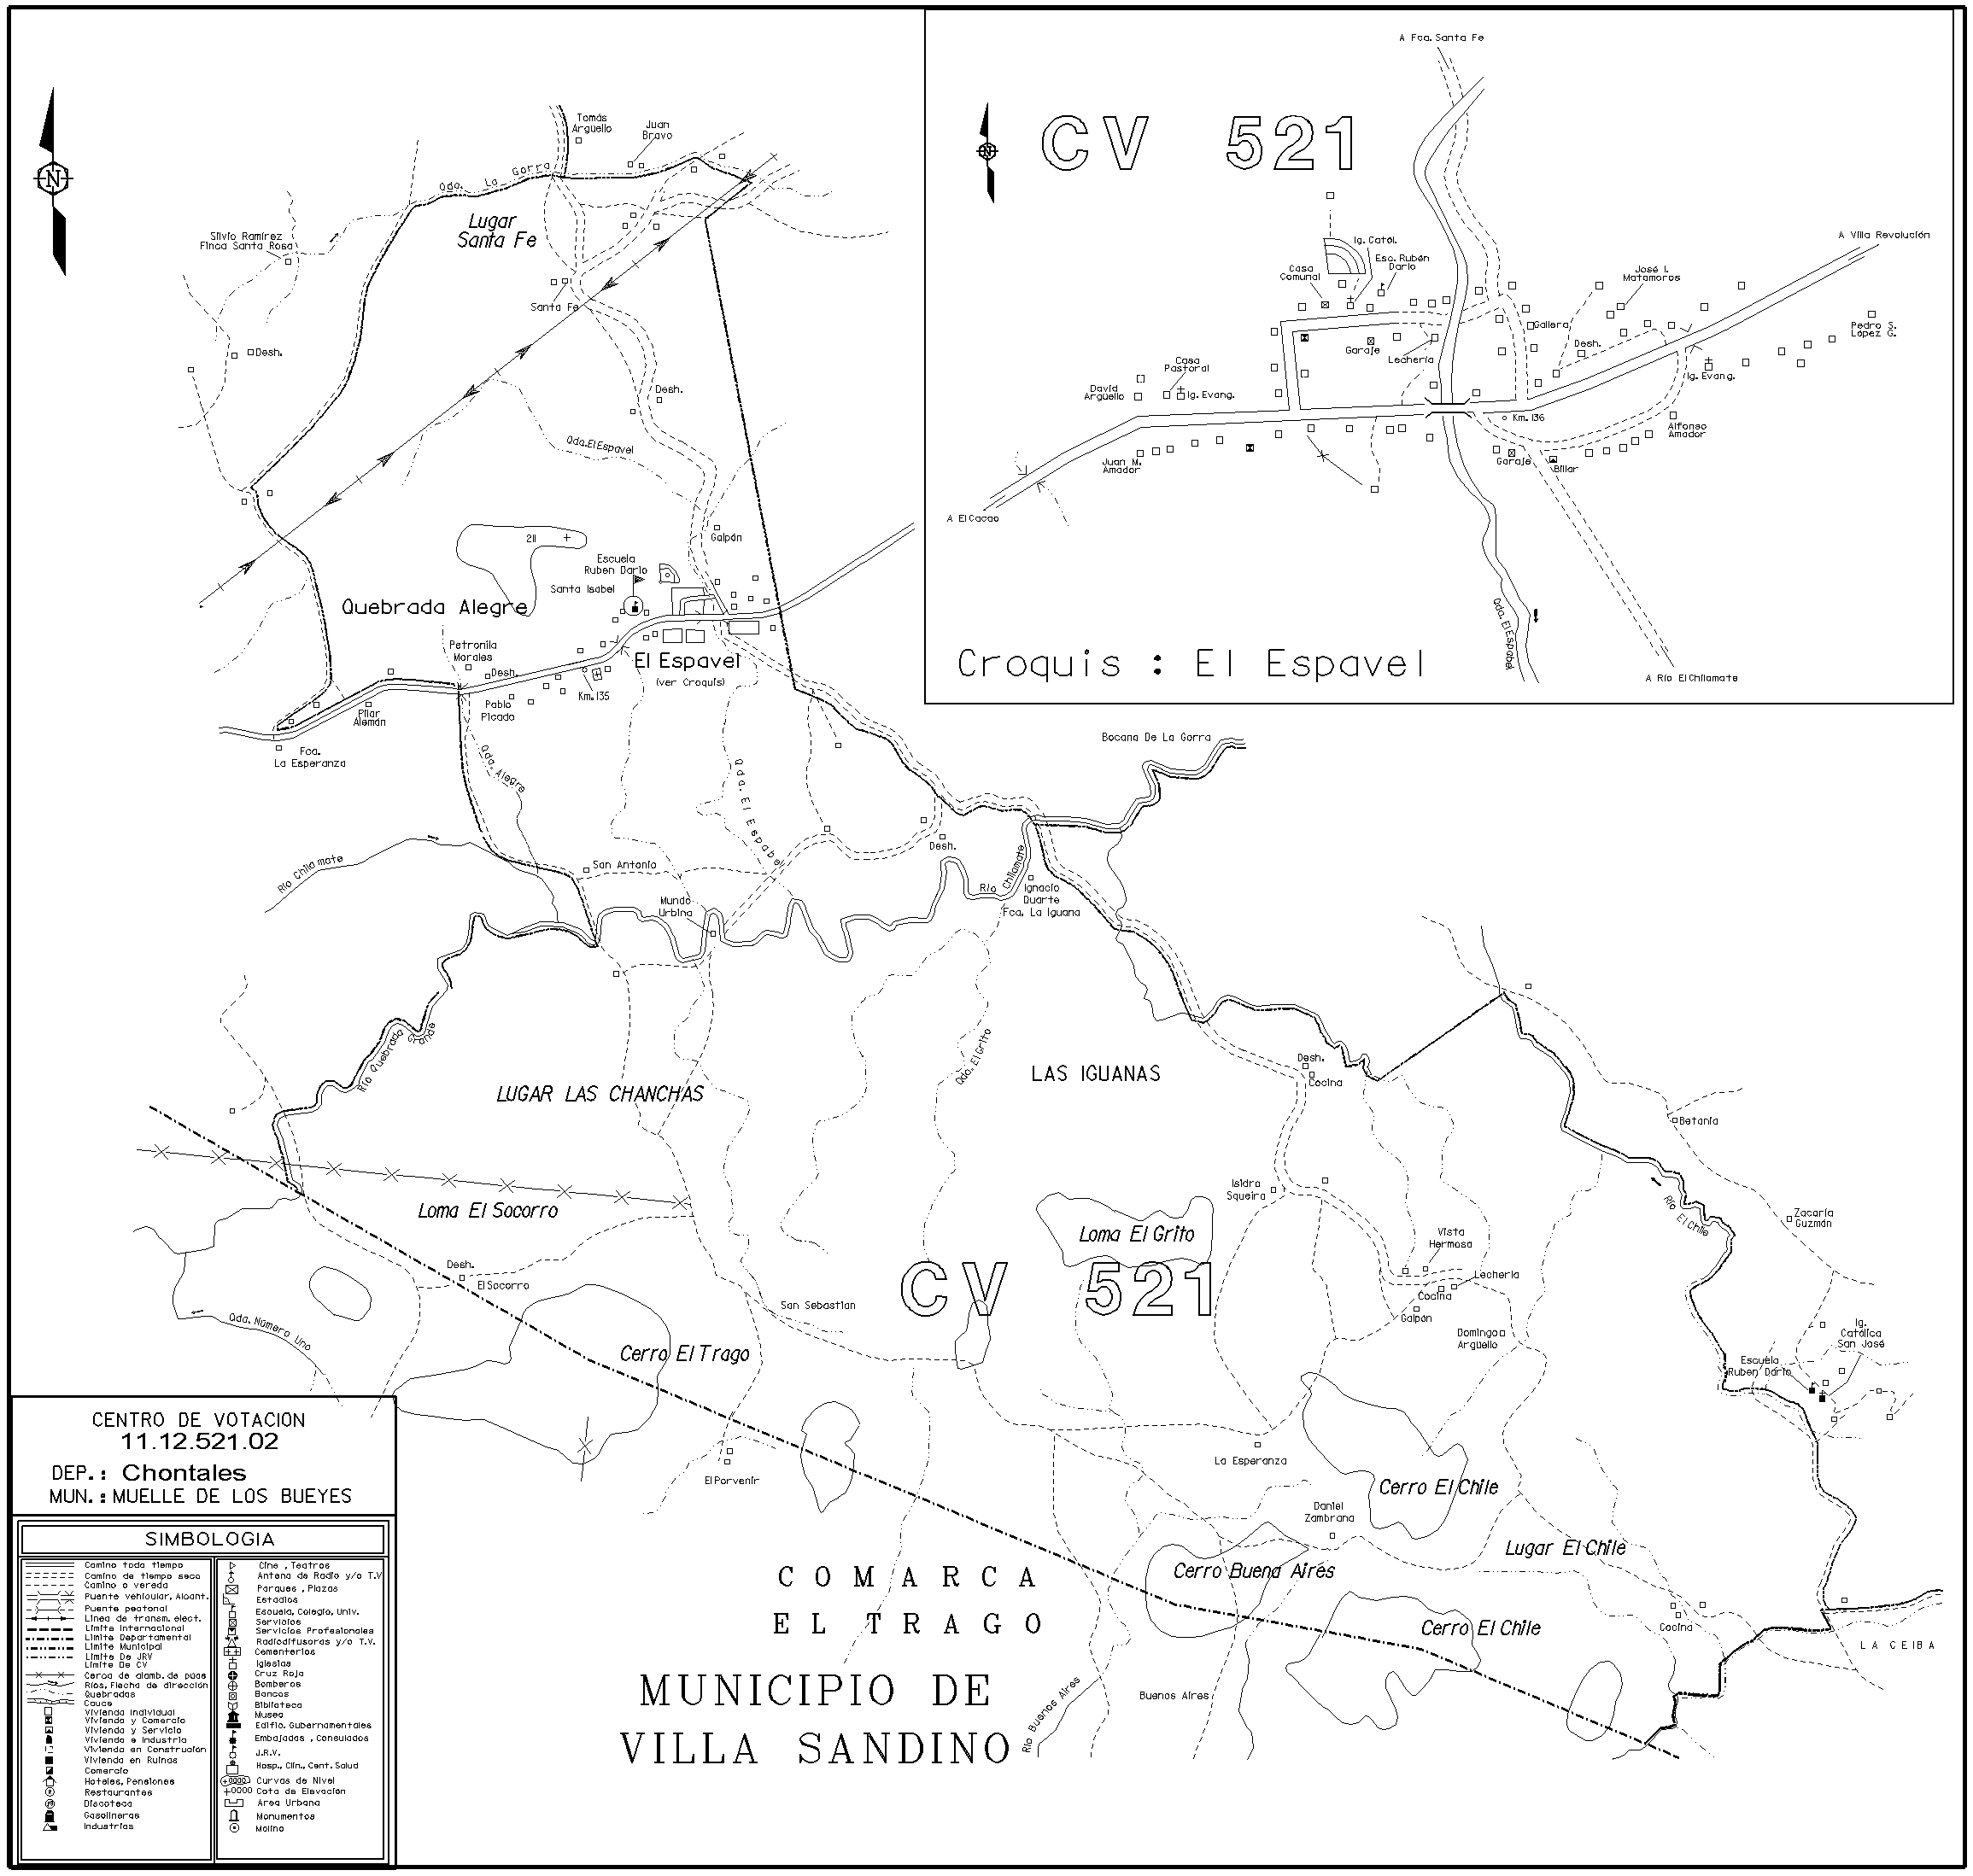 A Fca. Santa Fe
CV 521
A Villa Revolución
Ig. Catól.
Esc. Rubén
Darío
Casa
Comunal
José I.
Matamoros
Gallera
Pedro S.
López G.
Garaje
Lechería
Desh.
Casa
Pastoral
Ig. Evang.
David
Argüello
Ig. Evang.
Km. 136
Alfonso
Amador
Juan M.
Amador
Garaje
Billar
A El Cacao
Qda. El Espabel
Croquis : El Espavel
A Río El Chilamate
N
N
Tomás
Argüello
Juan
Bravo
Qda. La Gorra
Lugar
Santa Fe
Silvio Ramírez
Finca Santa Rosa
Santa Fe
Desh.
Desh.
Qda. El Espavel
211
Galpón
Escuela
Ruben Darío
Santa Isabel
Quebrada Alegre
Petronila
Morales
El Espavel
(ver Croquis)
Desh.
Km. 135
Pablo
Picado
Pilar
Alemán
Fca.
La Esperanza
Qda. Alegre
Qda. El Espabel
Bocana De La Gorra
Río Chilamate
San Antonio
Desh.
Mundo
Urbina
Río Chilamate
Ignacio
Duarte
Fca. La Iguana
Río Quebrada
Grande
Qda. El Grito
LAS IGUANAS
Desh.
Cocina
LUGAR LAS CHANCHAS
Betania
Loma El Socorro
Isidro
Squeira
Loma El Grito
Río El Chile
Zacaría
Guzmán
Vista
Hermosa
Desh.
El Socorro
Lechería
Cocina
Galpón
CV 521
San Sebastian
Qda. Número Uno
Domingo
Argüello
Ig.
Católica
San José
Escuela
Ruben Darío
Cerro El Trago
El Porvenir
La Esperanza
Cerro El Chile
Daniel
Zambrana
Lugar El Chile
Cerro Buena Aires
COMARCA
EL TRAGO
Cerro El Chile
Cocina
LA CEIBA
MUNICIPIO DE
VILLA SANDINO
Río Buenos Aires
Buenos Aires
CENTRO DE VOTACION
11.12.521.02
DEP.: Chontales
MUN.: MUELLE DE LOS BUEYES
SIMBOLOGIA
Camino todo tiempo
Camino de tiempo seco
Camino o vereda
Puente vehicular, Alcant.
Puente peatonal
Linea de transm. elect.
Límite Internacional
Límite Departamental
Límite Municipal
Límite De JRV
Límite De CV
Cerca de alamb. de púas
Ríos, Flecha de dirección
Quebradas
Cauce
Vivienda Individual
Vivienda y Comercio
Vivienda y Servicio
Vivienda e Industria
Vivienda en Construción
Vivienda en Ruinas
Comercio
Hoteles, Pensiones
Restaurantes
Discoteca
Gasolineras
Industrias
Cine , Teatros
Antena de Radio y/o T.V
Parques , Plazas
Estadios
Escuela, Colegio, Univ.
Servicios
Servicios Profesionales
Radiodifusoras y/o T.V.
Cementerios
Iglesias
Cruz Roja
Bomberos
Bancos
Biblioteca
Museo
Edific. Gubernamentales
Embajadas , Consulados
J.R.V.
Hosp., Clín., Cent. Salud
Curvas de Nivel
Cota de Elevación
Area Urbana
Monumentos
Molino